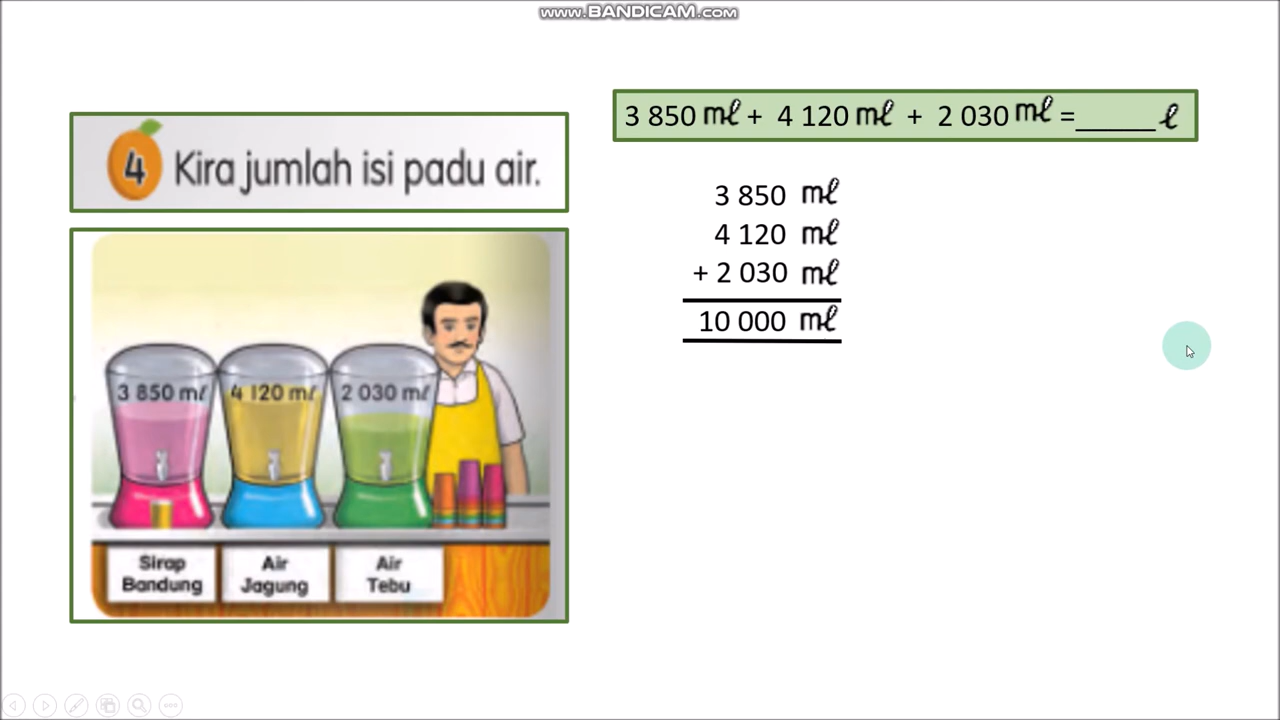 www.BANDICAM.com
4 Kira jumlah isi padu air.
3 850 mℓ + 4 120 mℓ + 2 030 mℓ =______ ℓ
3 850 mℓ
4 120 mℓ
+ 2 030 mℓ
10 000 mℓ
3 850 mℓ
4 120 mℓ
2 030 mℓ
Sirap
Bandung
Air
Jagung
Air
Tebu